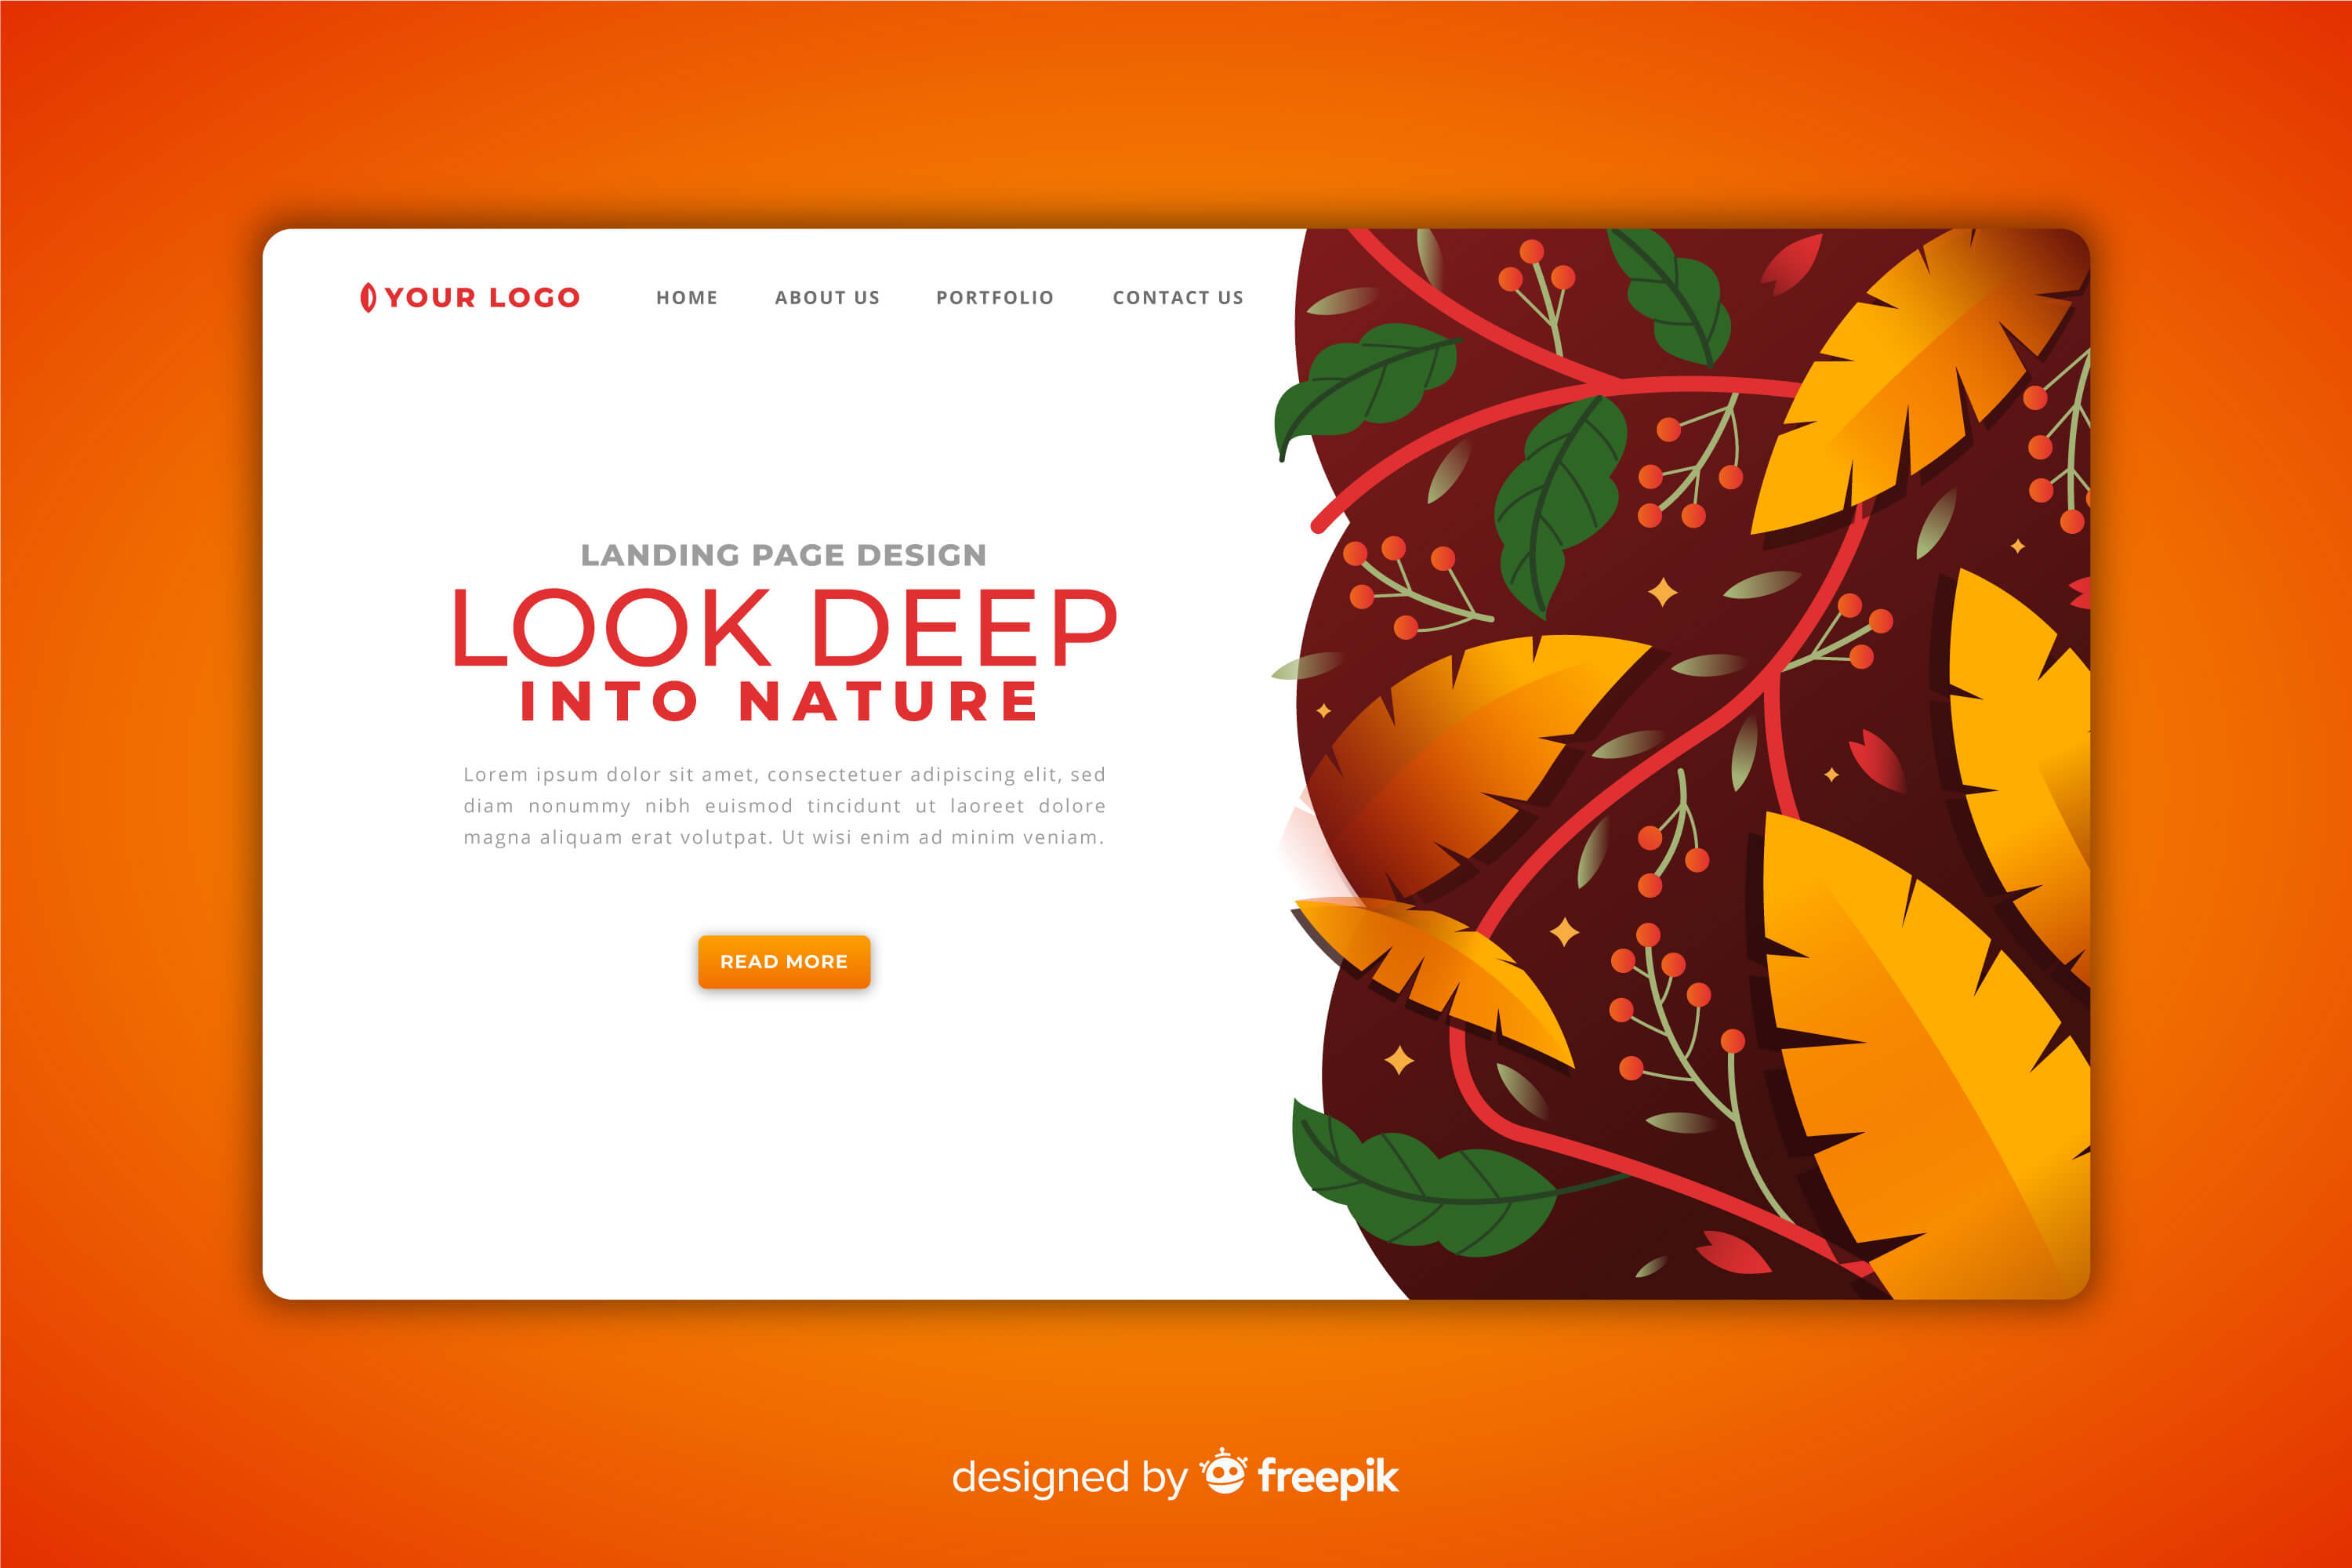 YOUR LOGO HOME ABOUT US PORTFOLIO CONTACT US
LANDING PAGE DESIGN
LOOK DEEP
INTO NATURE
Lorem ipsum dolor sit amet, consectetuer adipiscing elit, sed
diam nonummy nibh euismod tincidunt ut laoreet dolore
magna aliquam erat volutpat. Ut wisi enim ad minim veniam.
READ MORE
designed by freepik